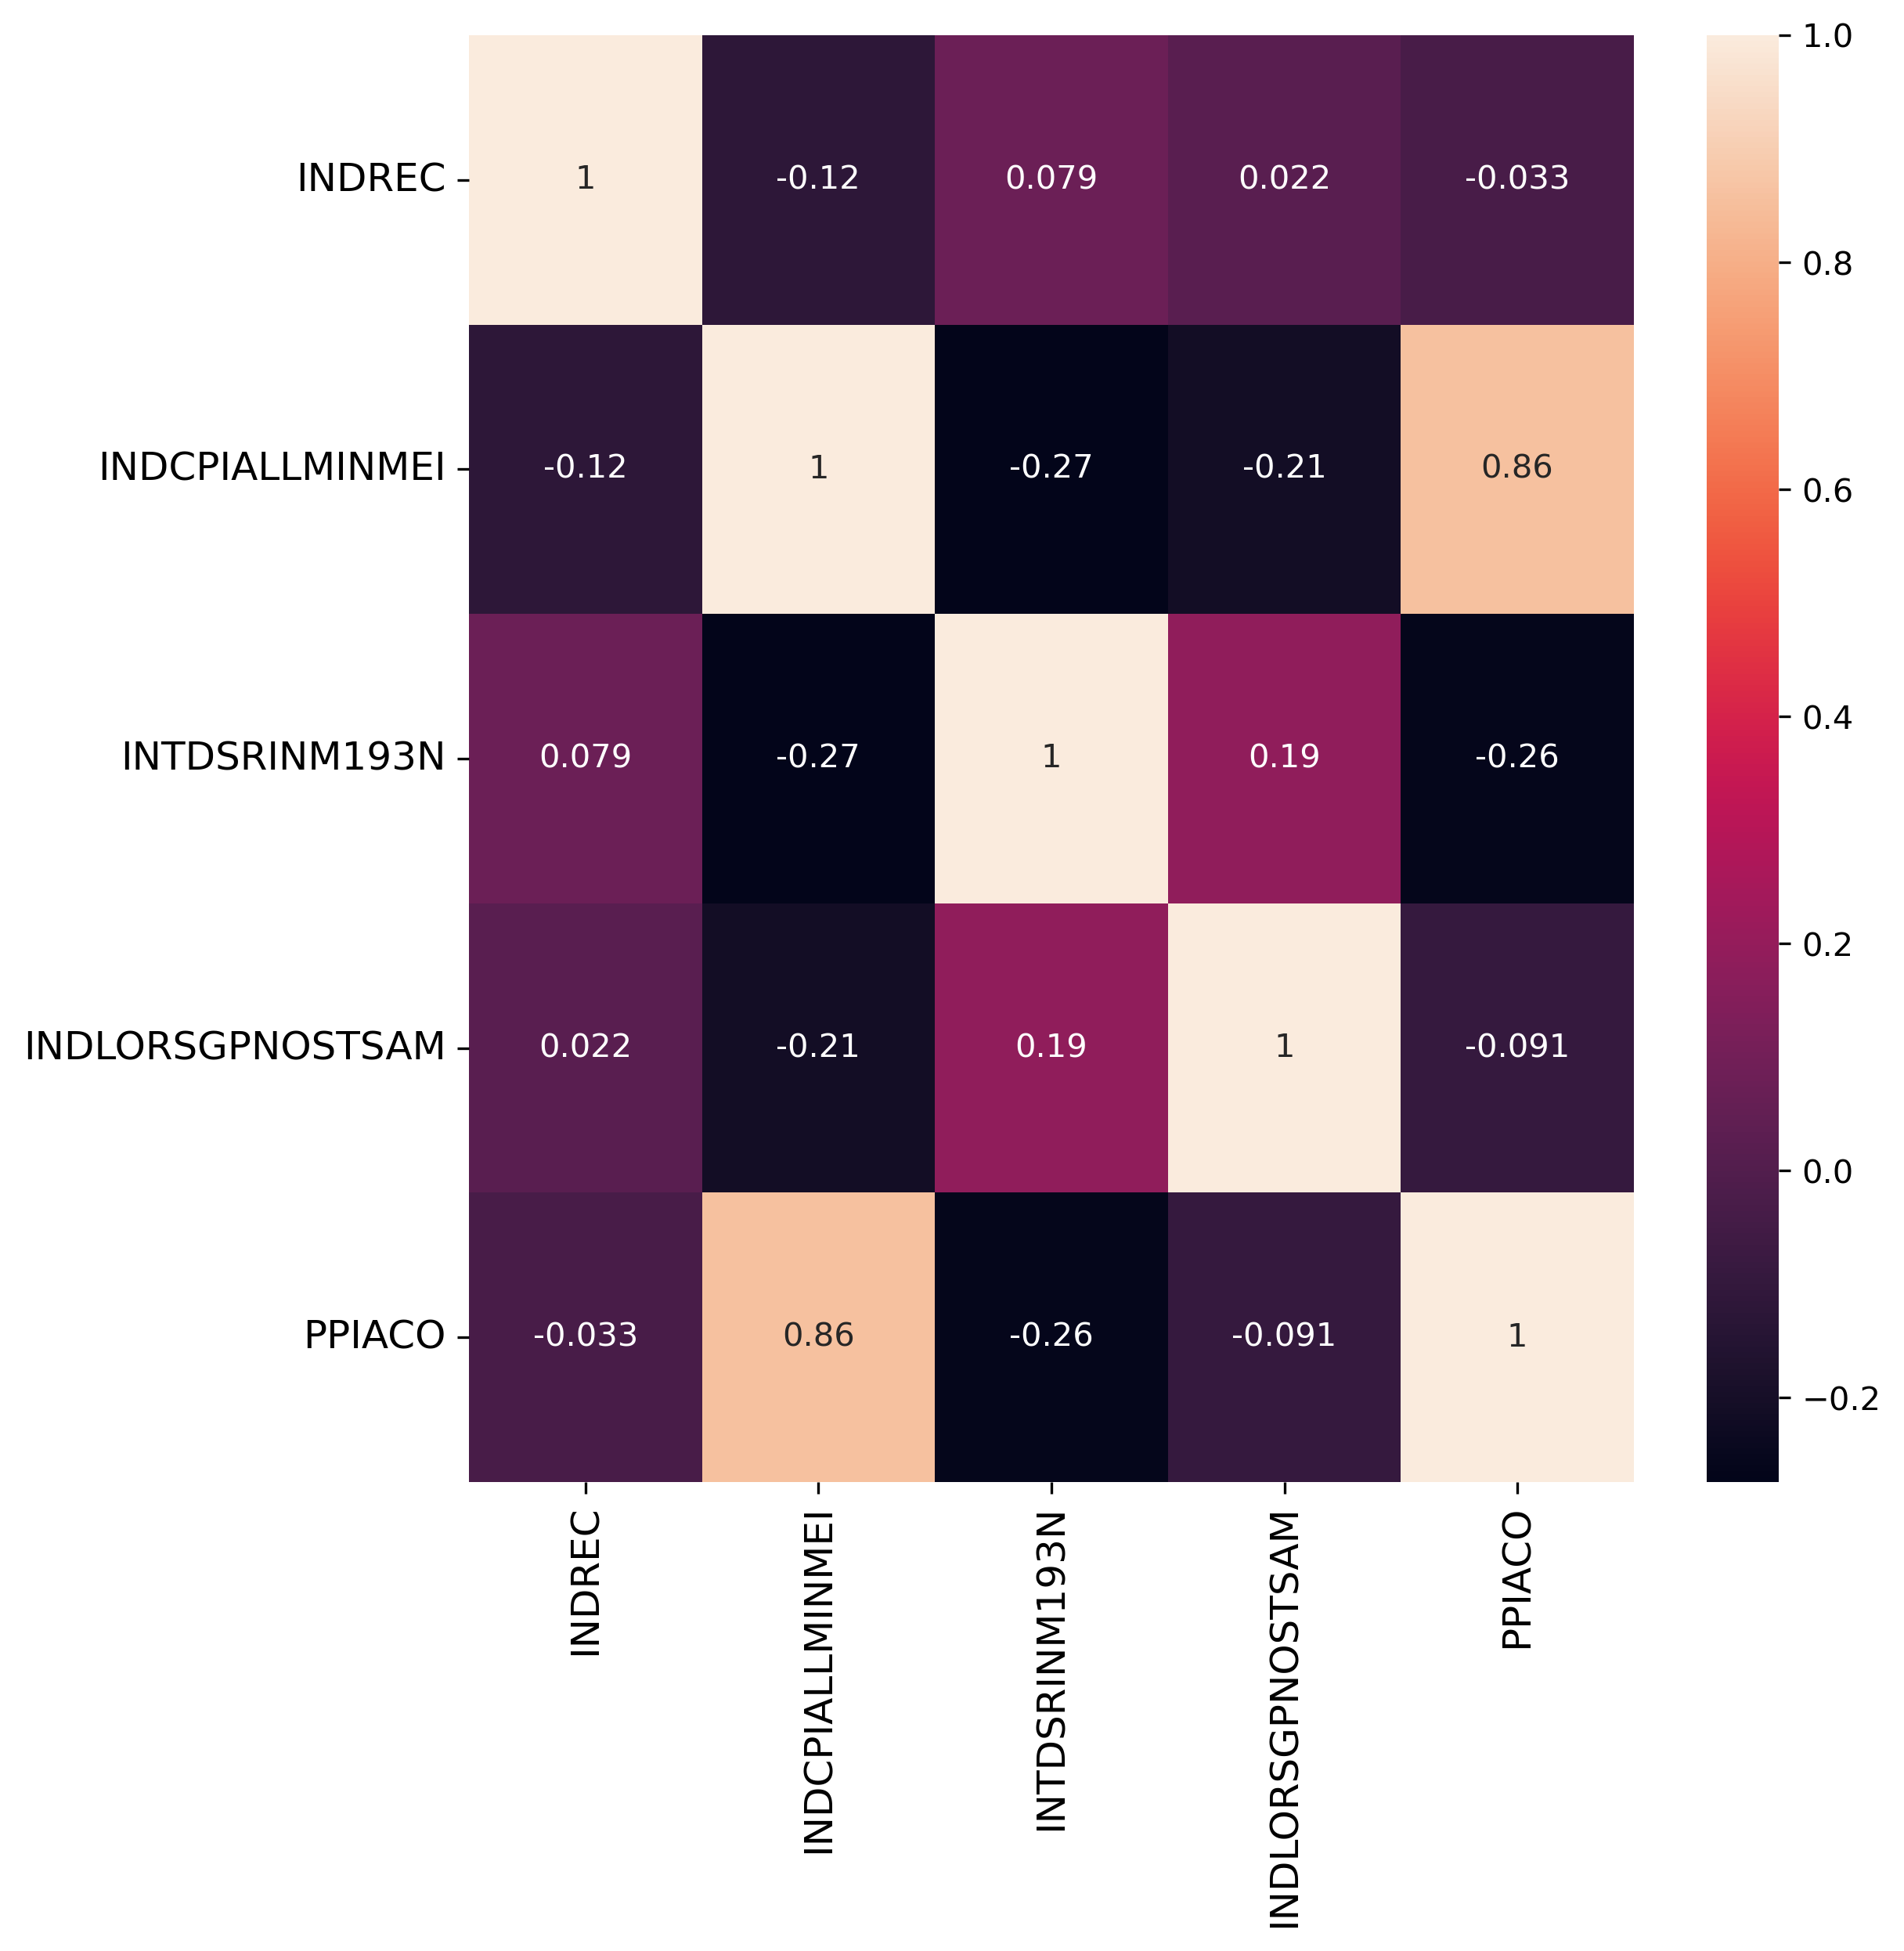 1.0
INDREC 1 -0.12 0.079 0.022 -0.033
0.8
INDCPIALLMINMEI -0.12 1 -0.27 -0.21 0.86
0.6
INTDSRINM193N 0.079 -0.27 1 0.19 -0.26
0.4
0.2
INDLORSGPNOSTSAM 0.022 -0.21 0.19 1 -0.091
0.0
PPIACO -0.033 0.86 -0.26 -0.091 1
−0.2
INDREC
INDCPIALLMINMEI
INTDSRINM193N
INDLORSGPNOSTSAM
PPIACO